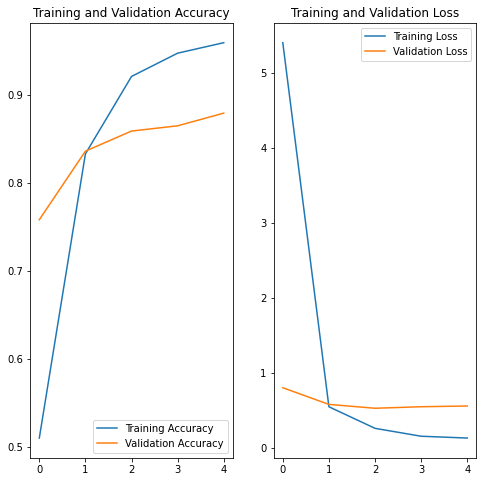 Training and Validation Accuracy
0.9
0.8
0.7
0.6
0.5
0 1 2 3 4
Training Accuracy
Validation Accuracy
Training and Validation Loss
5
4
3
2
1
0
0 1 2 3 4
Training Loss
Validation Loss